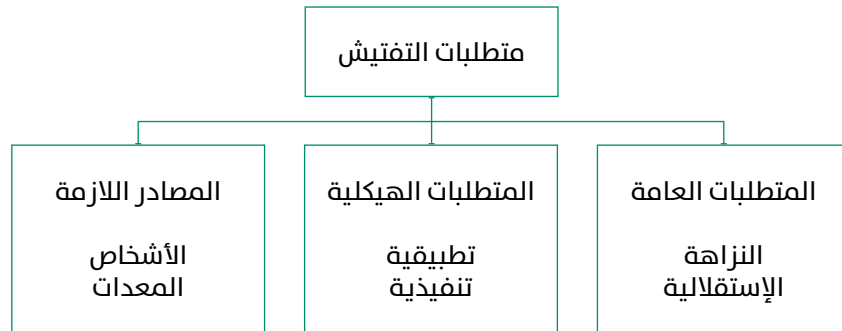 متطلبات التفتيش
المتطلبات العامة
النزاهة
الإستقلالية
المتطلبات الهيكلية
تطبيقية
تنفيذية
المصادر اللازمة
الأشخاص
المعدات